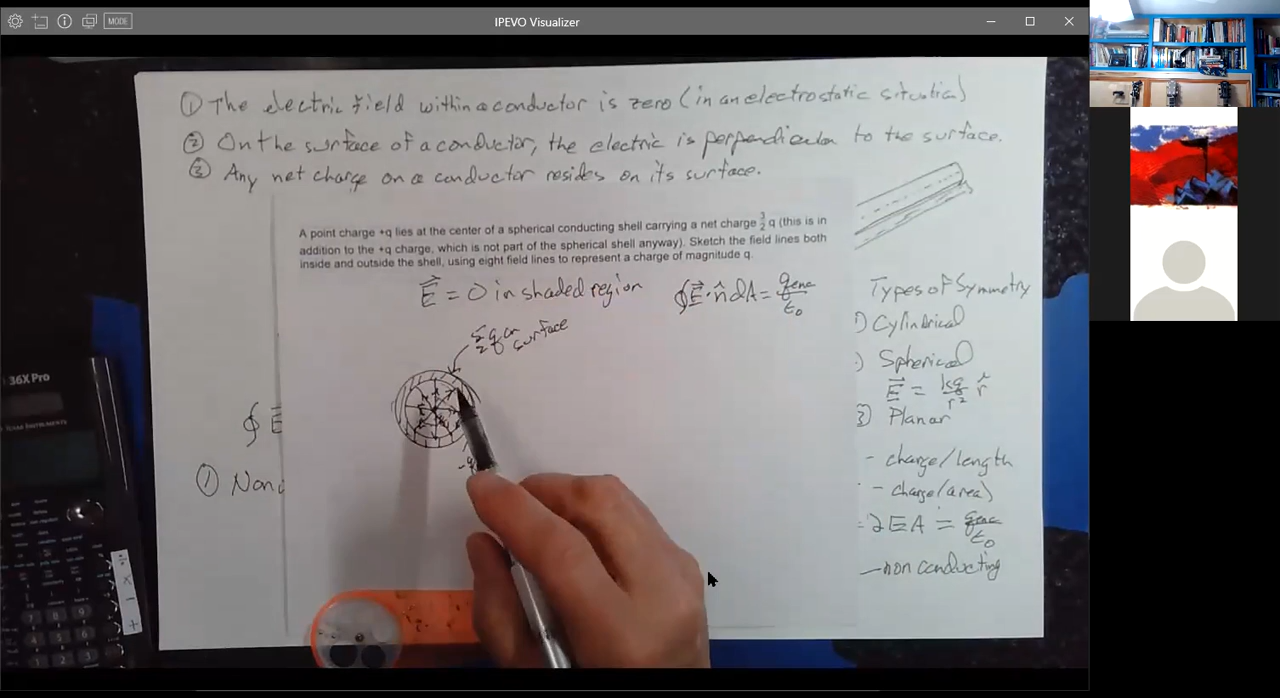 IPEVO Visualizer
MODE
① The electric field within a conductor is zero (in an electrostatic situation)
② On the surface of a conductor, the electric is perpendicular to the surface.
③ Any net charge on a conductor resides on its surface.
A point charge +q lies at the center of a spherical conducting shell carrying a net charge 3/2 q (this is in
addition to the +q charge, which is not part of the spherical shell anyway). Sketch the field lines both
inside and outside the shell, using eight field lines to represent a charge of magnitude q.
E⃗ = 0 in shaded region
∮E⃗·n̂dA = qenc/ε0
5/2 q on
surface
-q
∮E
① Non
36X Pro
TEXAS INSTRUMENTS
Types of Symmetry
) Cylindrical
) Spherical
E⃗ = kq/r² r̂
③ Planar
- charge/length
- charge/area)
= 2EA = qenc/ε0
— non conducting